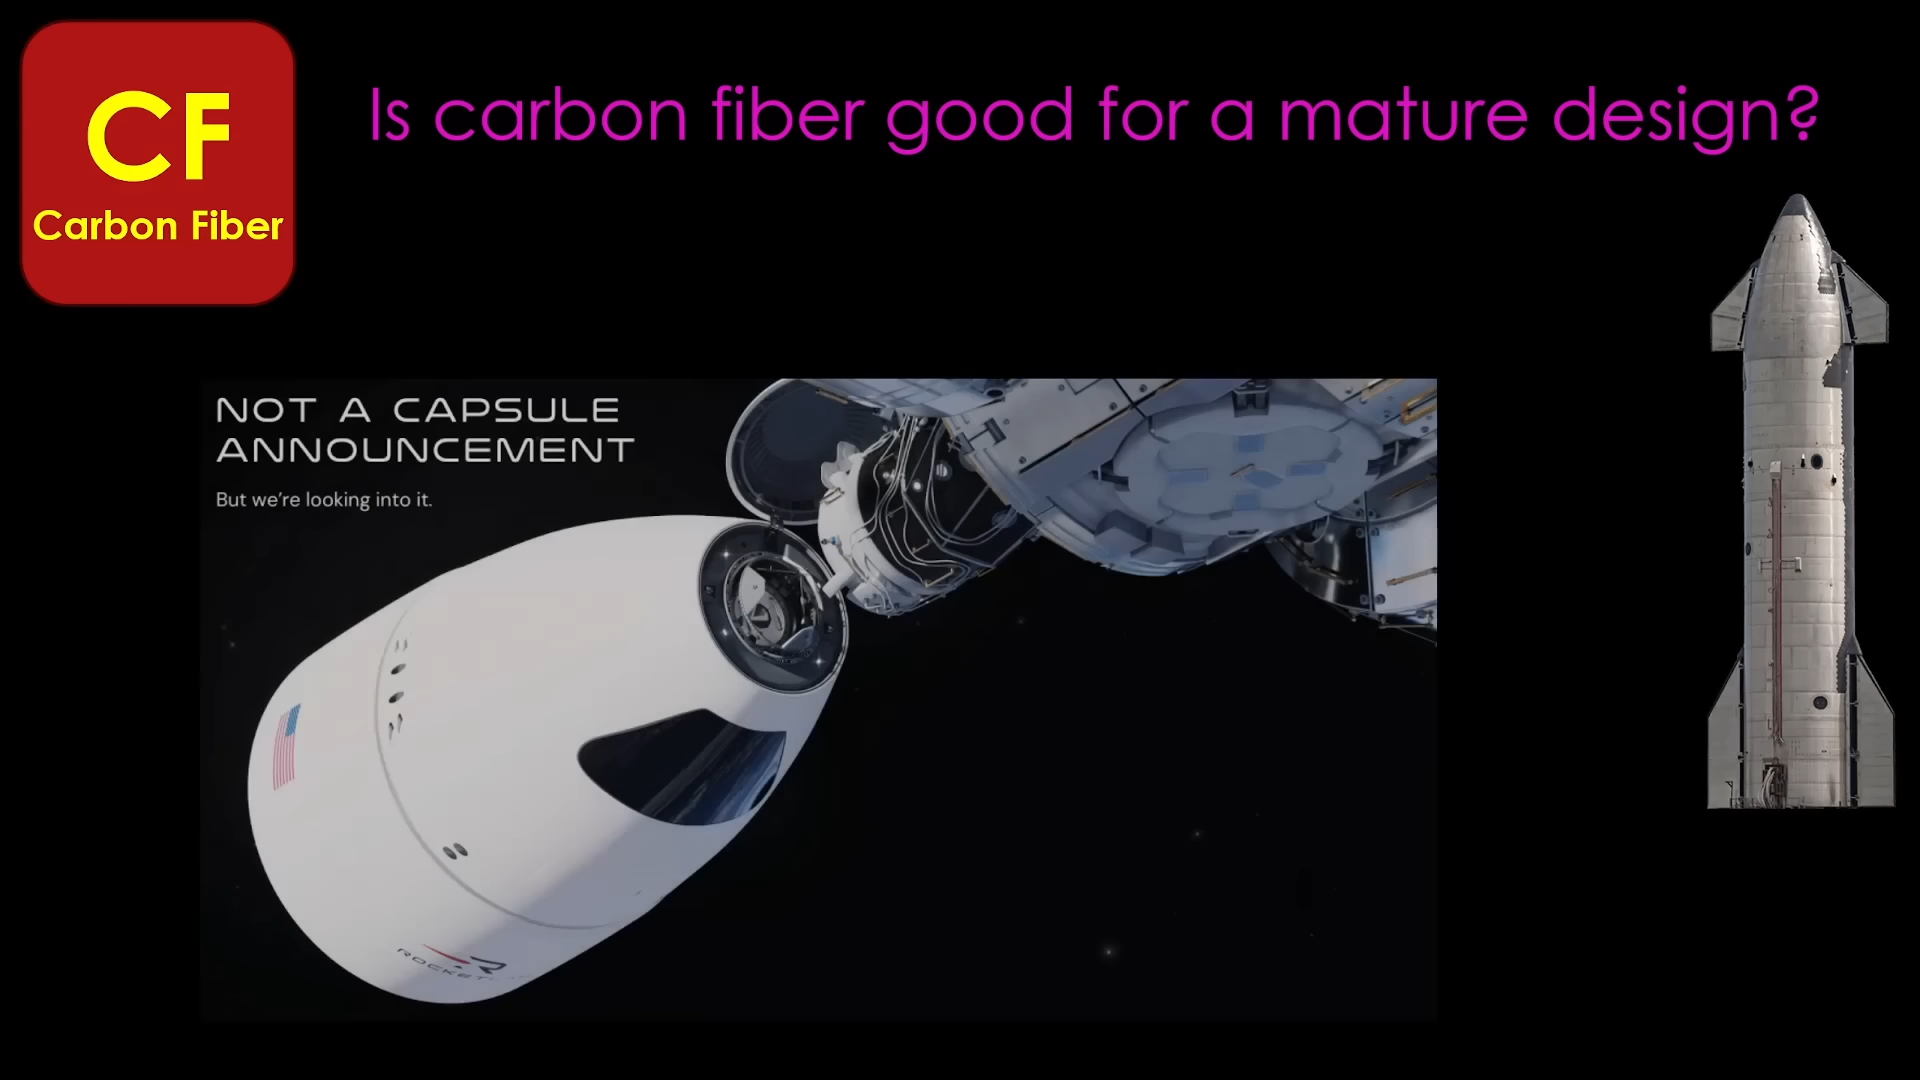 CF
Carbon Fiber
Is carbon fiber good for a mature design?
NOT A CAPSULE
ANNOUNCEMENT
But we're looking into it.
ROCKET